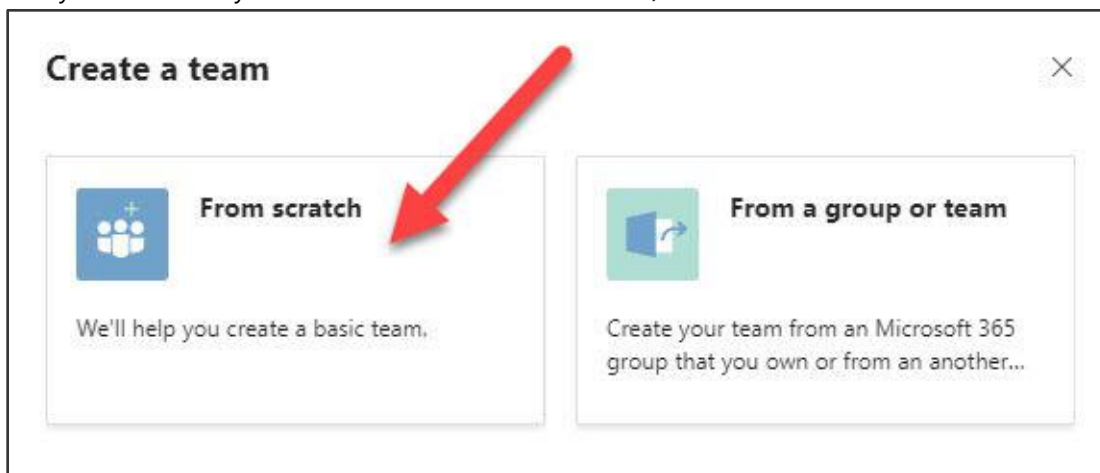 Create a team
From scratch
We'll help you create a basic team.
From a group or team
Create your team from an Microsoft 365
group that you own or from an another...